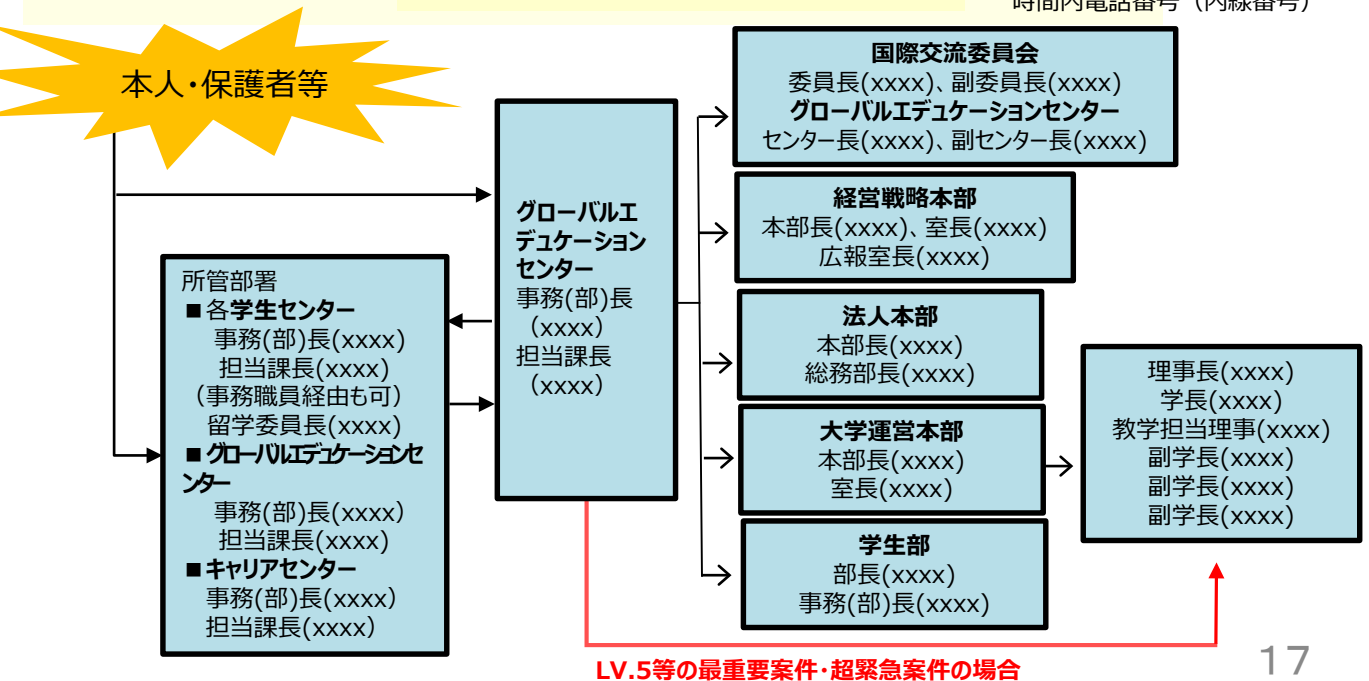 時間内電話番号（内線番号）
本人・保護者等
所管部署
■各学生センター
事務(部)長(xxxx)
担当課長(xxxx)
（事務職員経由も可）
留学委員長(xxxx)
■グローバルエデュケーションセ
ンター
事務(部)長(xxxx)
担当課長(xxxx)
■キャリアセンター
事務(部)長(xxxx)
担当課長(xxxx)
グローバルエ
デュケーション
センター
事務(部)長
（xxxx）
担当課長
（xxxx）
国際交流委員会
委員長(xxxx)、副委員長(xxxx)
グローバルエデュケーションセンター
センター長(xxxx)、副センター長(xxxx)
経営戦略本部
本部長(xxxx)、室長(xxxx)
広報室長(xxxx)
法人本部
本部長(xxxx)
総務部長(xxxx)
大学運営本部
本部長(xxxx)
室長(xxxx)
学生部
部長(xxxx)
事務(部)長(xxxx)
理事長(xxxx)
学長(xxxx)
教学担当理事(xxxx)
副学長(xxxx)
副学長(xxxx)
副学長(xxxx)
LV.5等の最重要案件・超緊急案件の場合
17